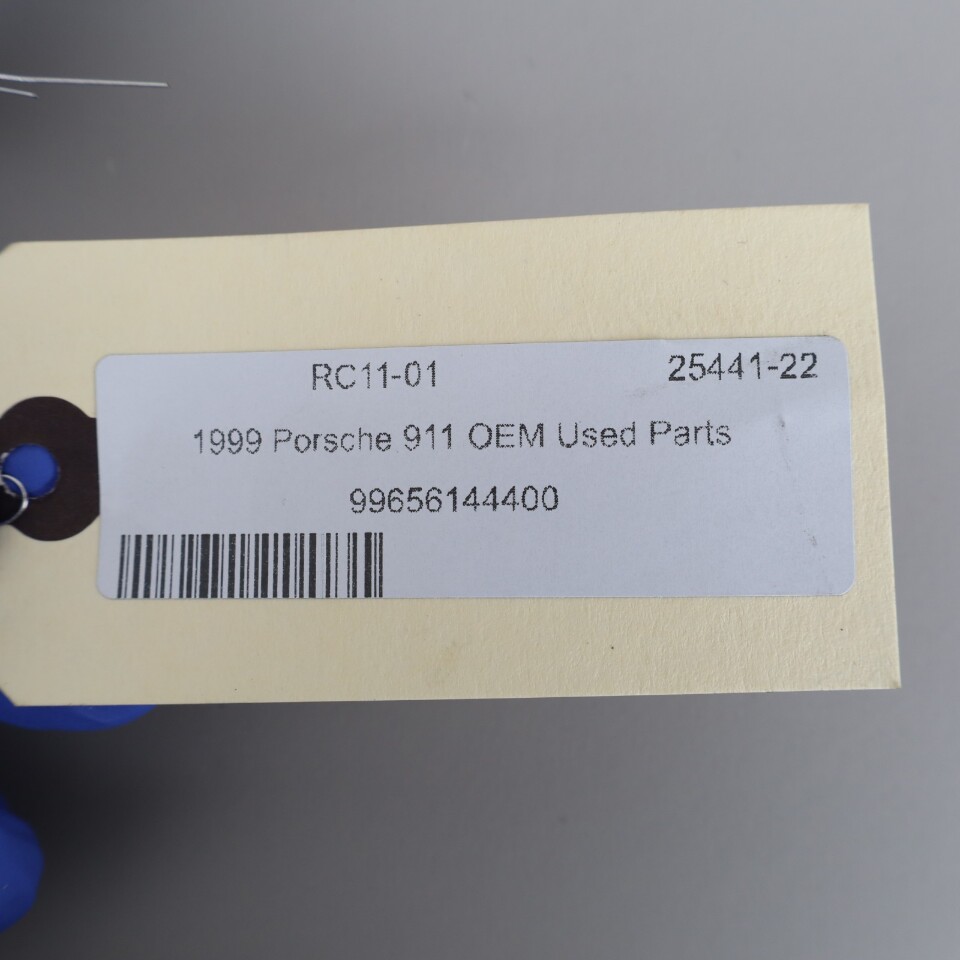 RC11-01 25441-22
1999 Porsche 911 OEM Used Parts
99656144400